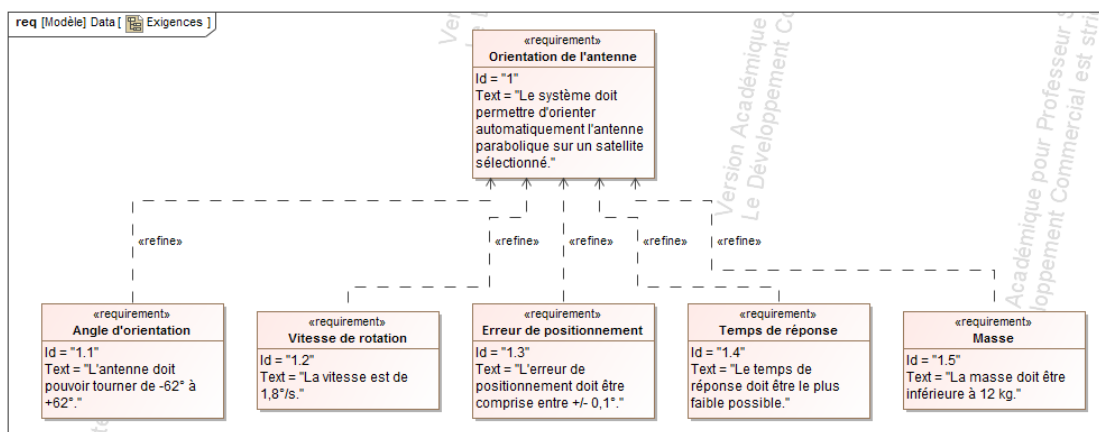 req [Modèle] Data [ Exigences ]
«requirement»
Orientation de l'antenne
Id = "1"
Text = "Le système doit
permettre d'orienter
automatiquement l'antenne
parabolique sur un satellite
sélectionné."
«refine»
«refine»
«refine»
«refine»
«refine»
«requirement»
Angle d'orientation
Id = "1.1"
Text = "L'antenne doit
pouvoir tourner de -62° à
+62°."
«requirement»
Vitesse de rotation
Id = "1.2"
Text = "La vitesse est de
1,8°/s."
«requirement»
Erreur de positionnement
Id = "1.3"
Text = "L'erreur de
positionnement doit être
comprise entre +/- 0,1°."
«requirement»
Temps de réponse
Id = "1.4"
Text = "Le temps de
réponse doit être le plus
faible possible."
«requirement»
Masse
Id = "1.5"
Text = "La masse doit être
inférieure à 12 kg."
Version Académique
Le Développement
Académique pour Professeur
Commercial est